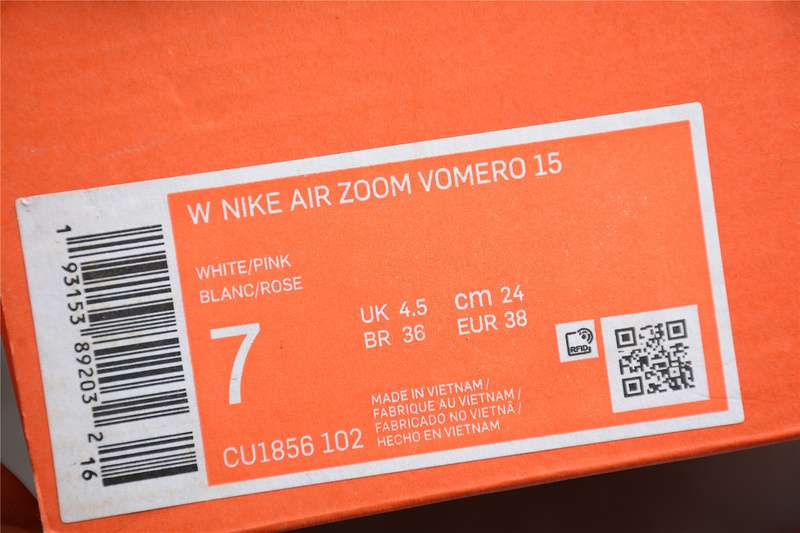 W NIKE AIR ZOOM VOMERO 15
WHITE/PINK
BLANC/ROSE
7
UK 4.5 cm 24
BR 36 EUR 38
CU1856 102
MADE IN VIETNAM /
FABRIQUE AU VIETNAM /
FABRICADO NO VIETNÃ /
HECHO EN VIETNAM
RFID
1 93153 89203 2 16